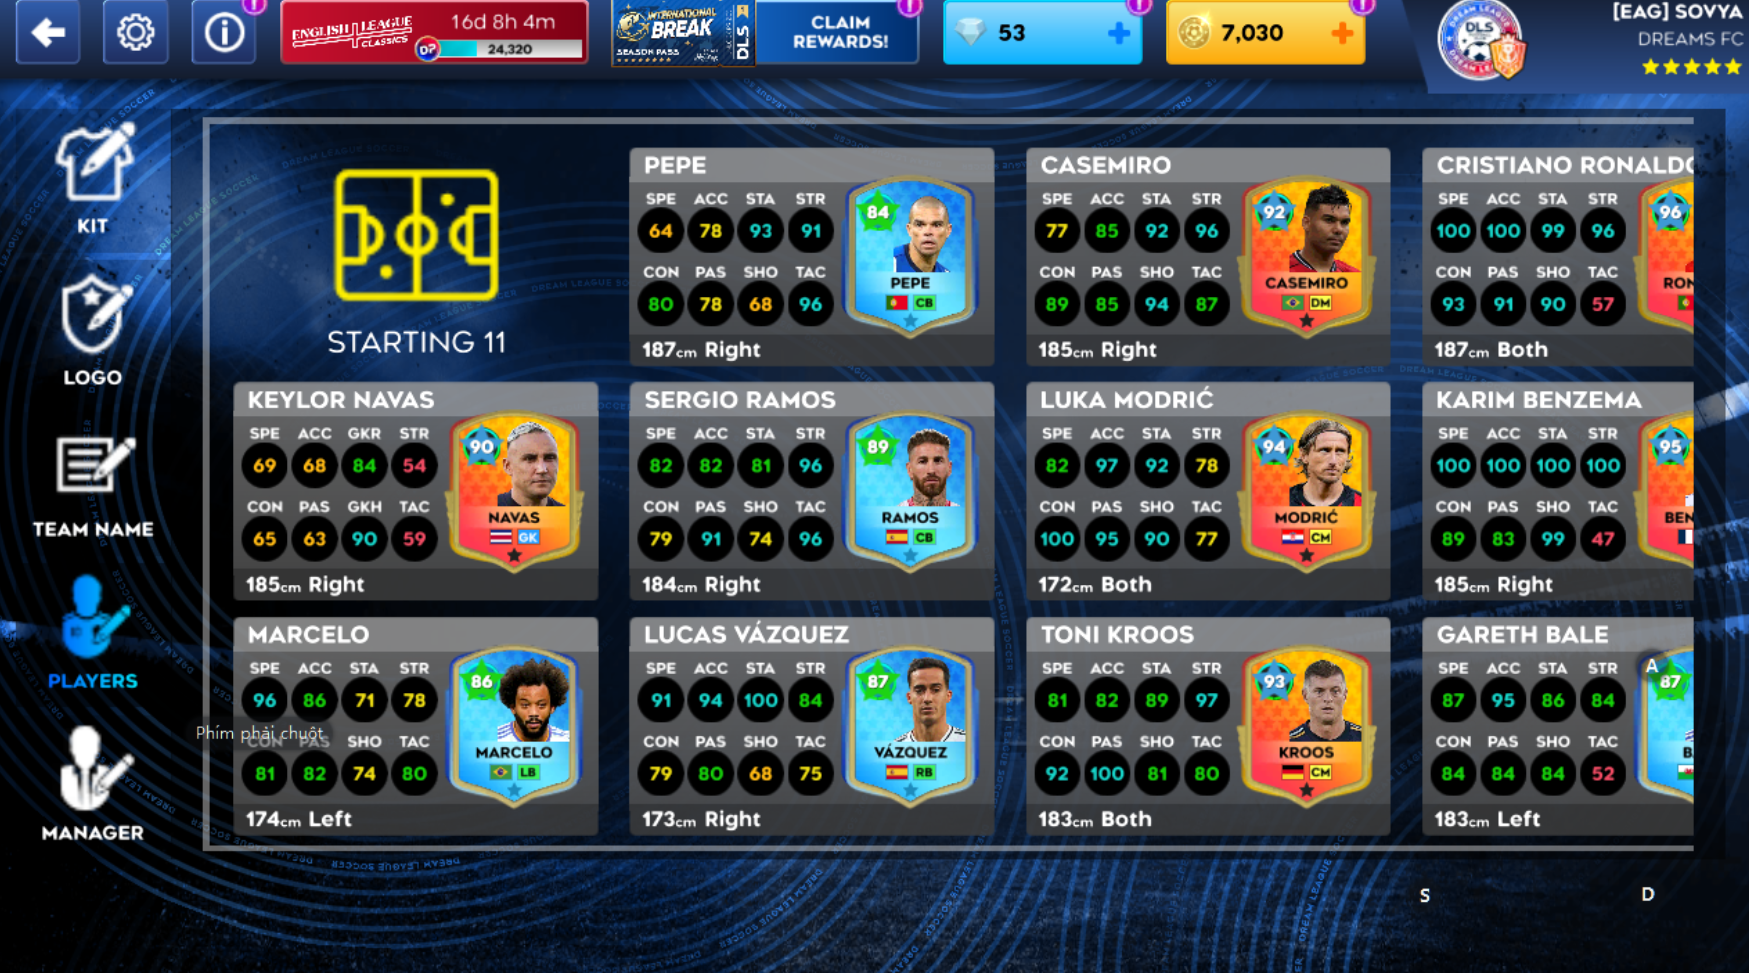 ENGLISH LEAGUE
CLASSICS
16d 8h 4m
DP
24,320
INTERNATIONAL
BREAK
SEASON PASS
DLS
CLAIM
REWARDS!
53
7,030
[EAG] SOVYA
DREAMS FC
KIT
LOGO
TEAM NAME
PLAYERS
MANAGER
STARTING 11
PEPE
SPE ACC STA STR
64 78 93 91
CON PAS SHO TAC
80 78 68 96
187cm Right
84
PEPE
CB
CASEMIRO
SPE ACC STA STR
77 85 92 96
CON PAS SHO TAC
89 85 94 87
185cm Right
92
CASEMIRO
DM
CRISTIANO RONALDO
SPE ACC STA STR
100 100 99 96
CON PAS SHO TAC
93 91 90 57
187cm Both
96
RON
KEYLOR NAVAS
SPE ACC GKR STR
69 68 84 54
CON PAS GKH TAC
65 63 90 59
185cm Right
90
NAVAS
GK
SERGIO RAMOS
SPE ACC STA STR
82 82 81 96
CON PAS SHO TAC
79 91 74 96
184cm Right
89
RAMOS
CB
LUKA MODRIĆ
SPE ACC STA STR
82 97 92 78
CON PAS SHO TAC
100 95 90 77
172cm Both
94
MODRIĆ
CM
KARIM BENZEMA
SPE ACC STA STR
100 100 100 100
CON PAS SHO TAC
89 83 99 47
185cm Right
95
BEN
MARCELO
SPE ACC STA STR
96 86 71 78
Phím phải chuột
CON PAS SHO TAC
81 82 74 80
174cm Left
86
MARCELO
LB
LUCAS VÁZQUEZ
SPE ACC STA STR
91 94 100 84
CON PAS SHO TAC
79 80 68 75
173cm Right
87
VÁZQUEZ
RB
TONI KROOS
SPE ACC STA STR
81 82 89 97
CON PAS SHO TAC
92 100 81 80
183cm Both
93
KROOS
CM
GARETH BALE
SPE ACC STA STR
87 95 86 84
CON PAS SHO TAC
84 84 84 52
183cm Left
A
87
B
S
D